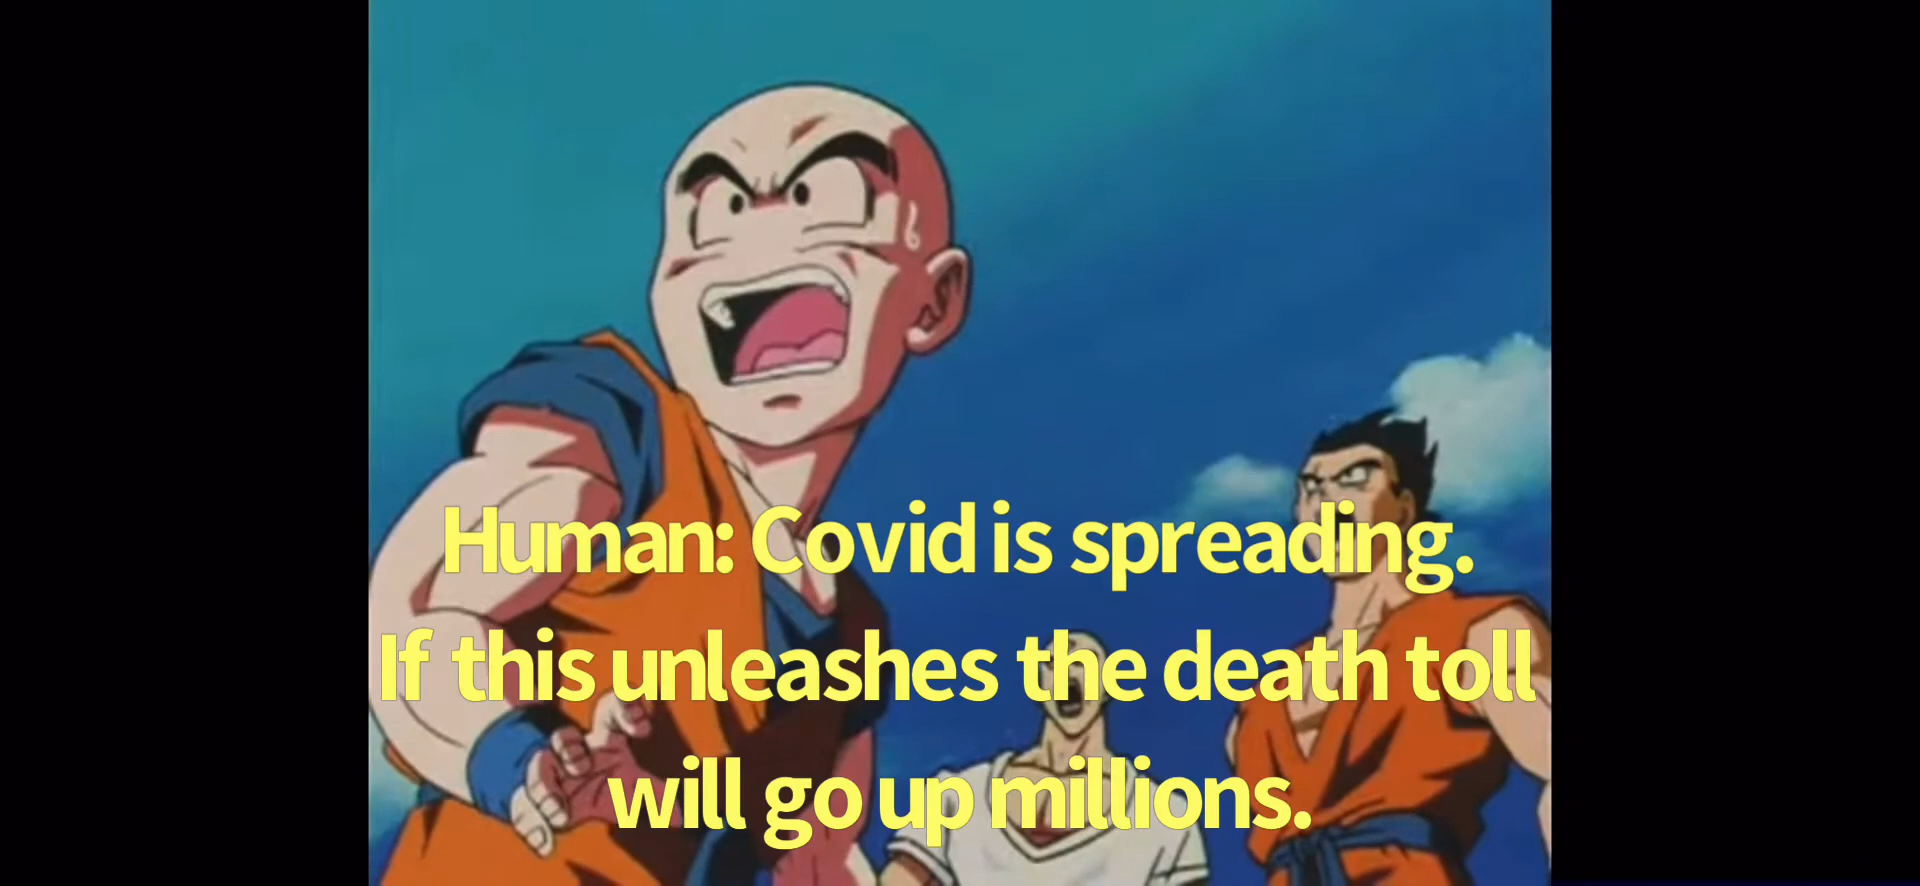 Human: Covid is spreading.
If this unleashes the death toll
will go up millions.